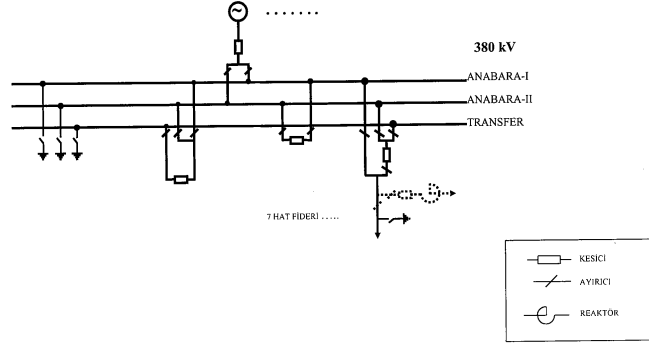 380 kV
ANABARA-I
ANABARA-II
TRANSFER
7 HAT FİDERİ .....
KESİCİ
AYIRICI
REAKTÖR